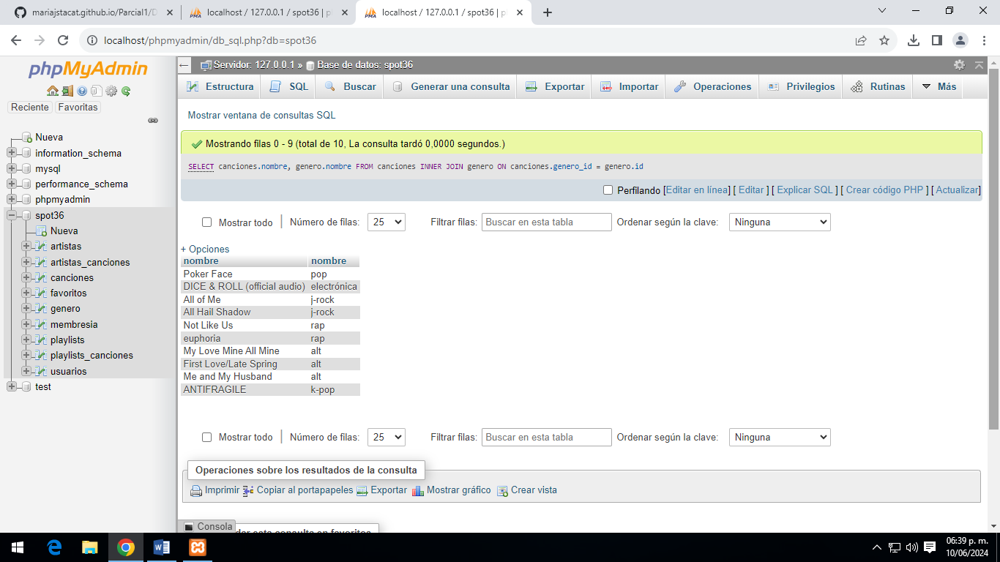 mariajstacat.github.io/Parcial1/D
localhost / 127.0.0.1 / spot36 | p
localhost / 127.0.0.1 / spot36 | p
localhost/phpmyadmin/db_sql.php?db=spot36
phpMyAdmin
Reciente Favoritas
Nueva
information_schema
mysql
performance_schema
phpmyadmin
spot36
Nueva
artistas
artistas_canciones
canciones
favoritos
genero
membresia
playlists
playlists_canciones
usuarios
test
Servidor: 127.0.0.1 » Base de datos: spot36
Estructura SQL Buscar Generar una consulta Exportar Importar Operaciones Privilegios Rutinas Más
Mostrar ventana de consultas SQL
Mostrando filas 0 - 9 (total de 10, La consulta tardó 0,0000 segundos.)
SELECT canciones.nombre, genero.nombre FROM canciones INNER JOIN genero ON canciones.genero_id = genero.id
Perfilando [Editar en línea] [ Editar ] [ Explicar SQL ] [ Crear código PHP ] [ Actualizar]
Mostrar todo | Número de filas: 25 Filtrar filas: Buscar en esta tabla Ordenar según la clave: Ninguna
+ Opciones
nombre nombre
Poker Face pop
DICE & ROLL (official audio) electrónica
All of Me j-rock
All Hail Shadow j-rock
Not Like Us rap
euphoria rap
My Love Mine All Mine alt
First Love/Late Spring alt
Me and My Husband alt
ANTIFRAGILE k-pop
Mostrar todo | Número de filas: 25 Filtrar filas: Buscar en esta tabla Ordenar según la clave: Ninguna
Operaciones sobre los resultados de la consulta
Imprimir Copiar al portapapeles Exportar Mostrar gráfico Crear vista
Consola
esta consulta en favoritos
06:39 p. m.
10/06/2024